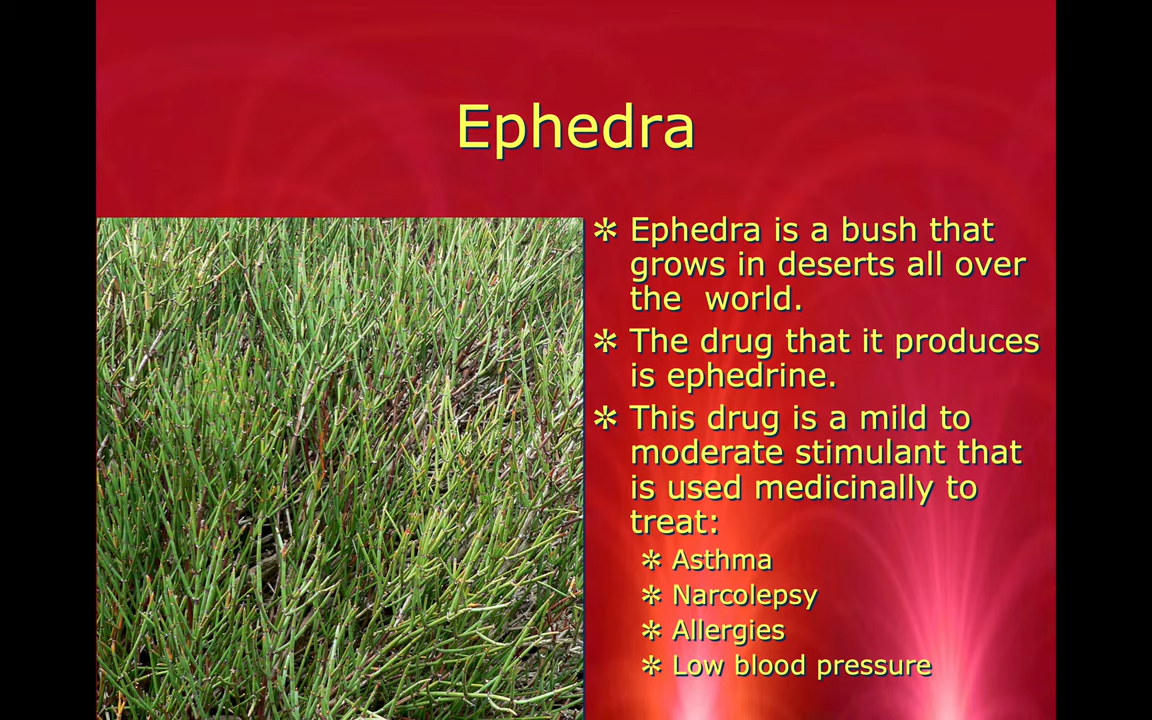 Ephedra
✲ Ephedra is a bush that
grows in deserts all over
the  world.
✲ The drug that it produces
is ephedrine.
✲ This drug is a mild to
moderate stimulant that
is used medicinally to
treat:
✲ Asthma
✲ Narcolepsy
✲ Allergies
✲ Low blood pressure